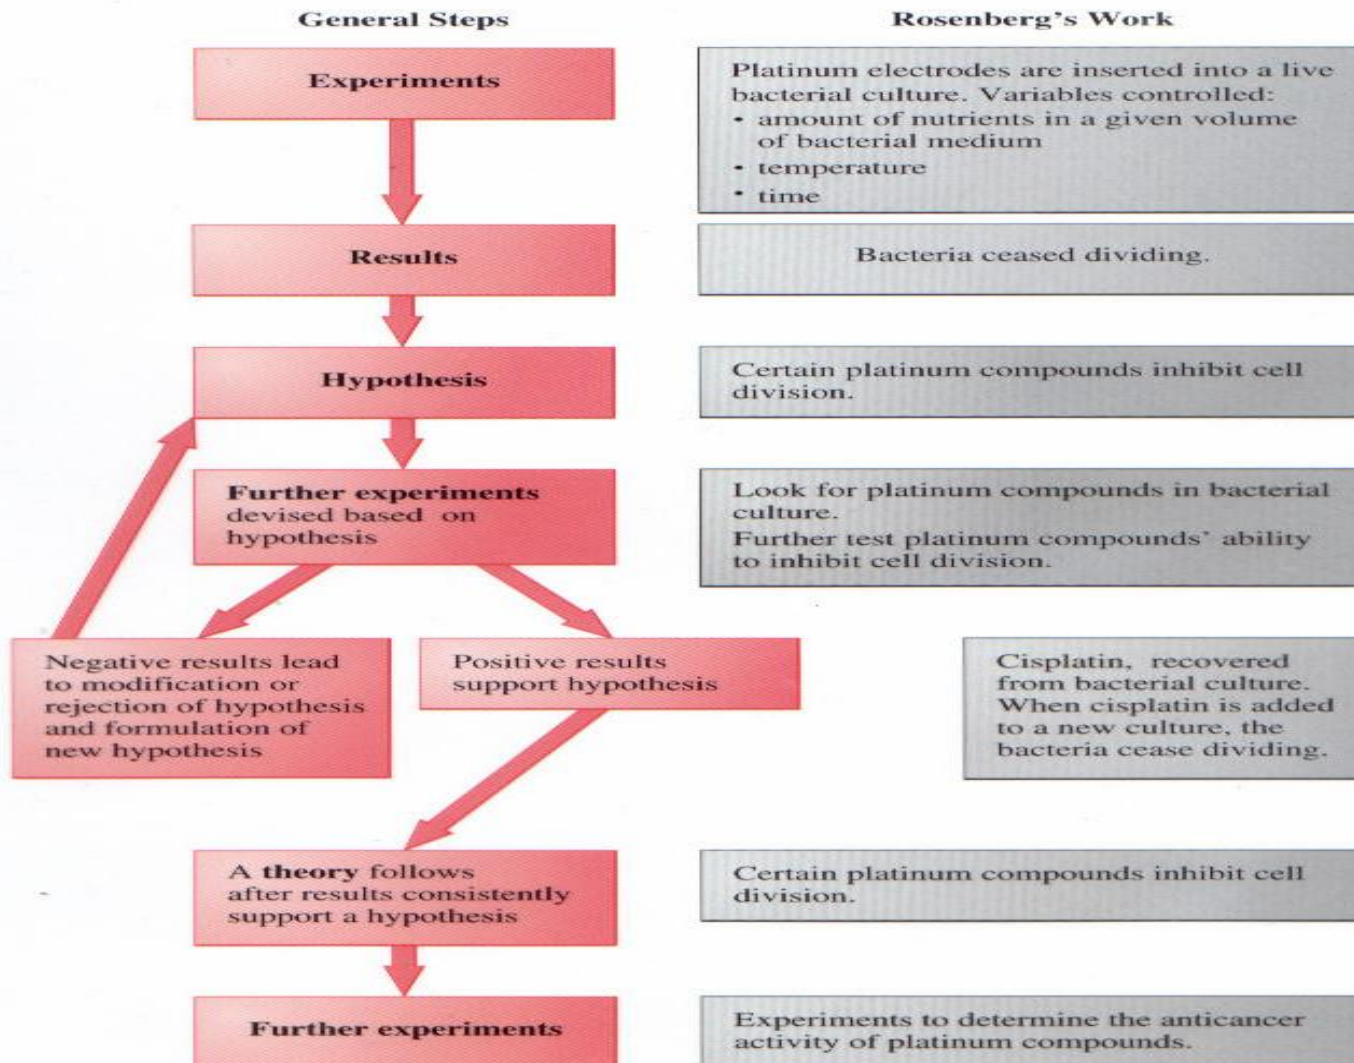 General Steps
Rosenberg's Work
Experiments
Platinum electrodes are inserted into a live
bacterial culture. Variables controlled:
• amount of nutrients in a given volume
of bacterial medium
• temperature
• time
Results
Bacteria ceased dividing.
Hypothesis
Certain platinum compounds inhibit cell
division.
Further experiments
devised based on
hypothesis
Look for platinum compounds in bacterial
culture.
Further test platinum compounds' ability
to inhibit cell division.
Negative results lead
to modification or
rejection of hypothesis
and formulation of
new hypothesis
Positive results
support hypothesis
Cisplatin, recovered
from bacterial culture.
When cisplatin is added
to a new culture, the
bacteria cease dividing.
A theory follows
after results consistently
support a hypothesis
Certain platinum compounds inhibit cell
division.
Further experiments
Experiments to determine the anticancer
activity of platinum compounds.